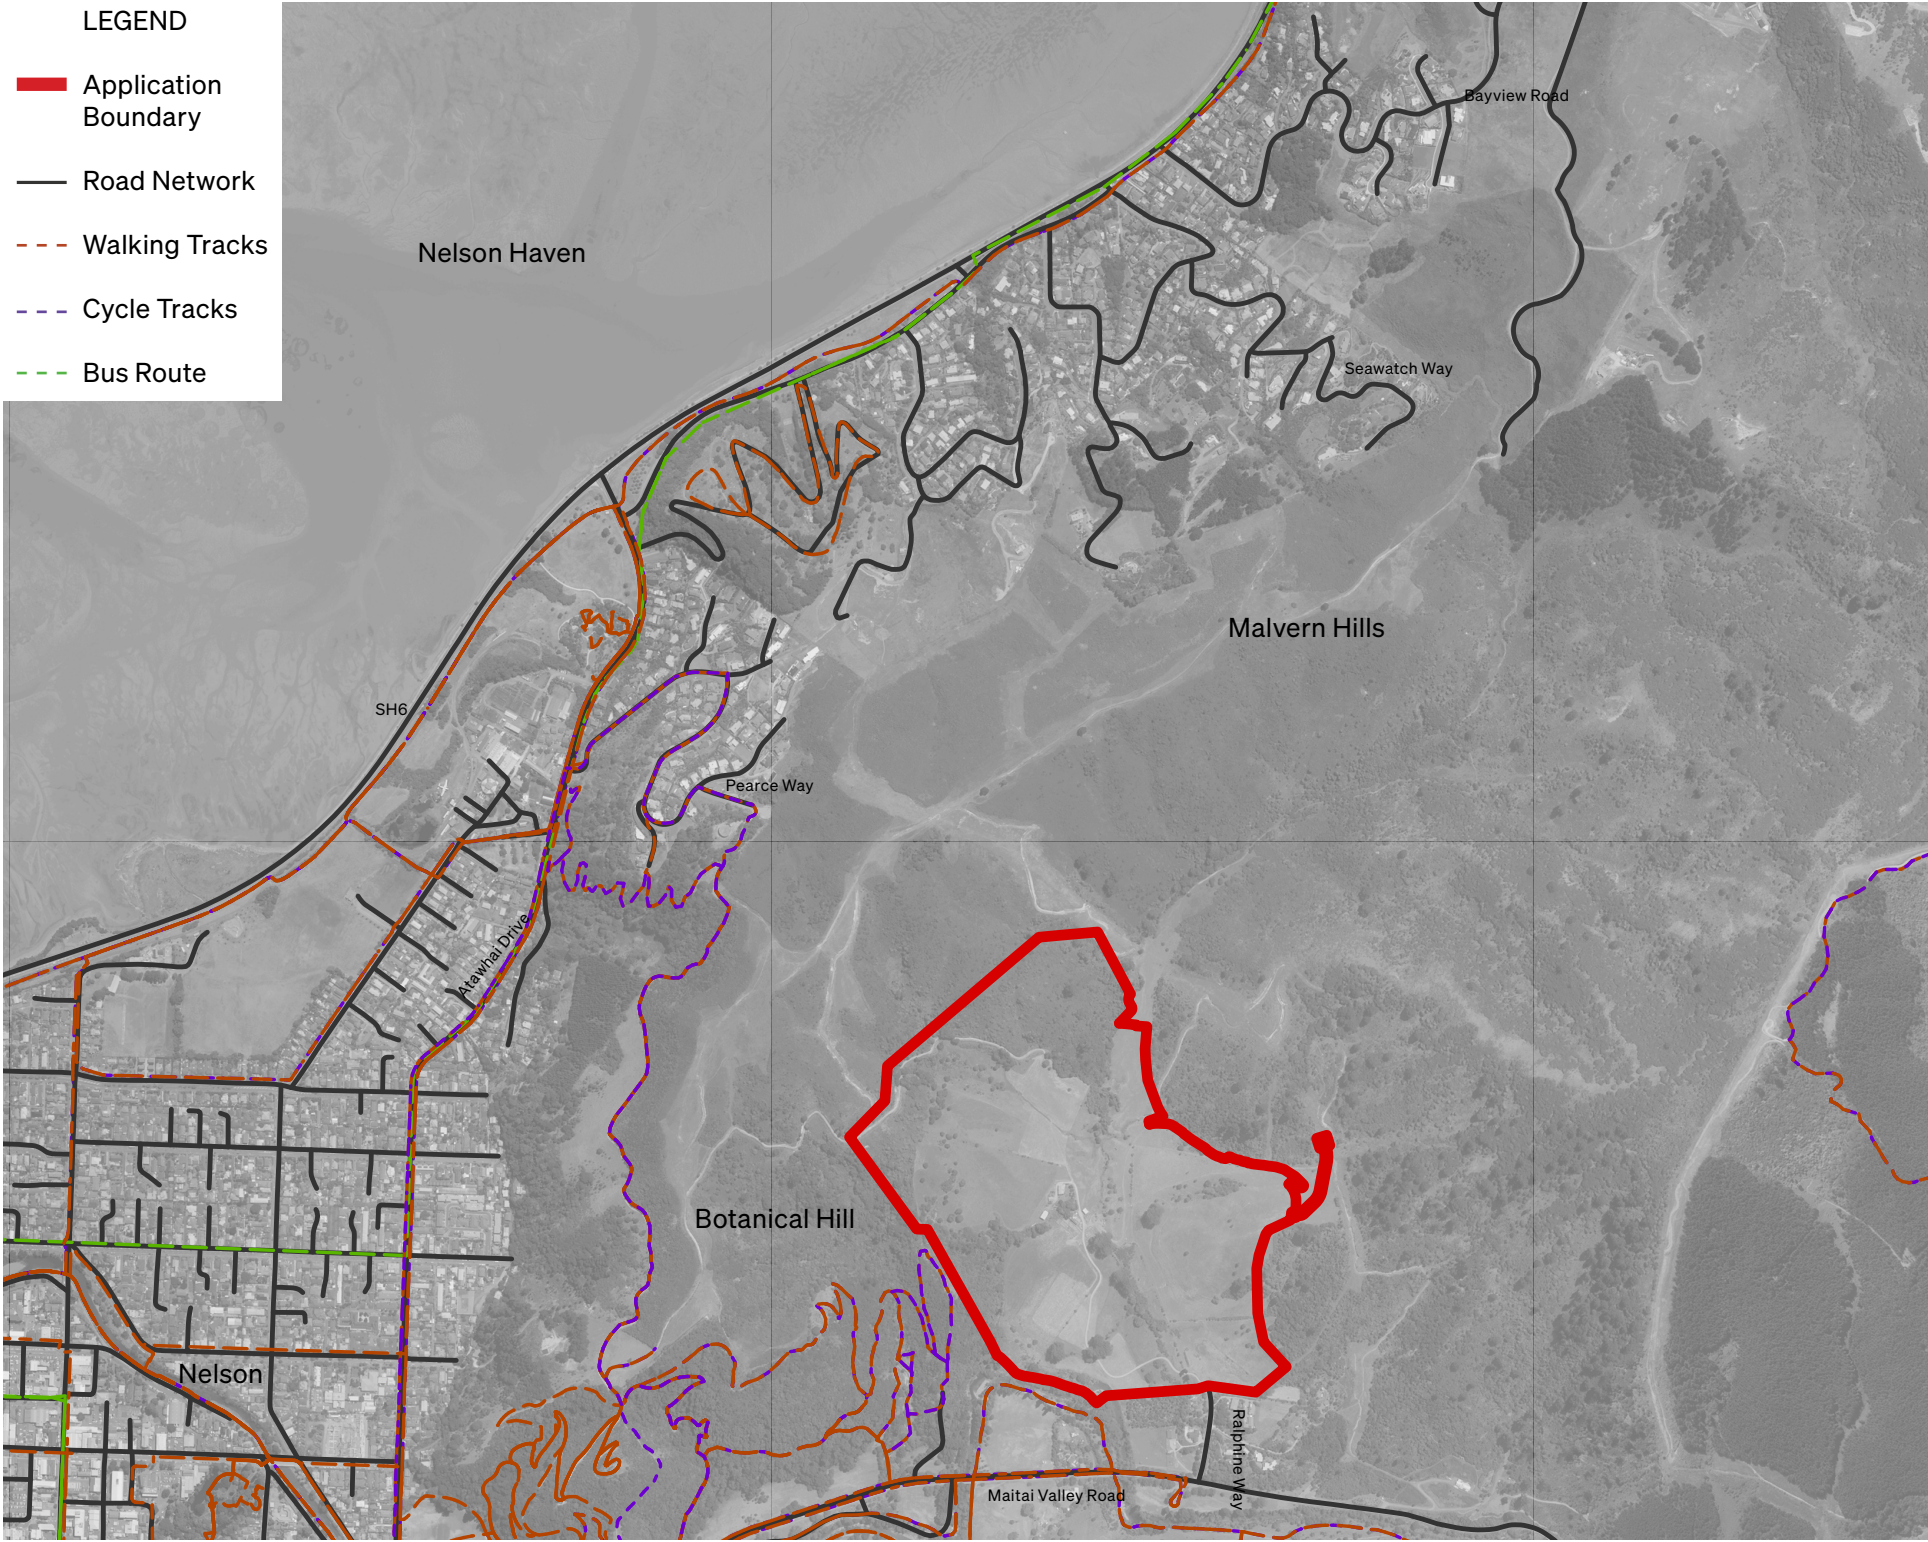 LEGEND
Application
Boundary
Road Network
Walking Tracks
Cycle Tracks
Bus Route
Bayview Road
Nelson Haven
Seawatch Way
Malvern Hills
SH6
Pearce Way
Atawhai Drive
Botanical Hill
Nelson
Ralphine Way
Maitai Valley Road